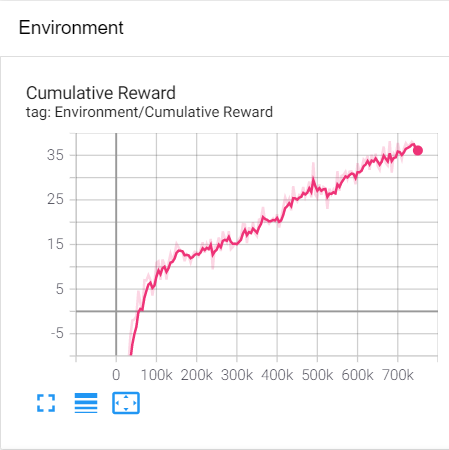 Environment
Cumulative Reward
tag: Environment/Cumulative Reward
35
25
15
5
-5
0 100k 200k 300k 400k 500k 600k 700k